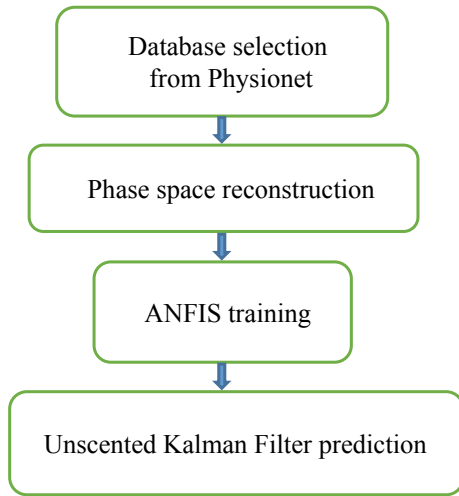 Database selection
from Physionet
Phase space reconstruction
ANFIS training
Unscented Kalman Filter prediction